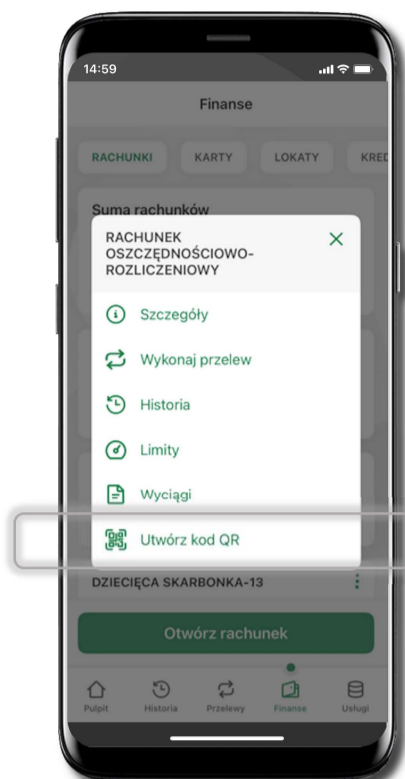 14:59
Finanse
RACHUNKI KARTY LOKATY KRED
Suma rachunków
RACHUNEK
OSZCZĘDNOŚCIOWO-
ROZLICZENIOWY
Szczegóły
Wykonaj przelew
Historia
Limity
Wyciągi
Utwórz kod QR
DZIECIĘCA SKARBONKA-13
Otwórz rachunek
Pulpit Historia Przelewy Finanse Usługi